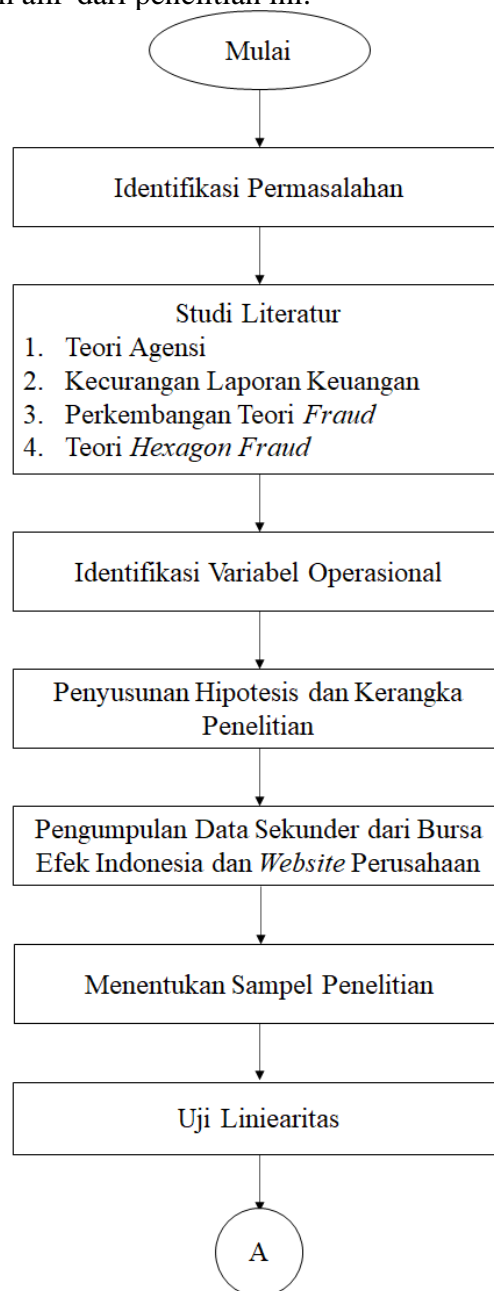 dari penelitian ini.
Mulai
Identifikasi Permasalahan
Studi Literatur
1. Teori Agensi
2. Kecurangan Laporan Keuangan
3. Perkembangan Teori Fraud
4. Teori Hexagon Fraud
Identifikasi Variabel Operasional
Penyusunan Hipotesis dan Kerangka
Penelitian
Pengumpulan Data Sekunder dari Bursa
Efek Indonesia dan Website Perusahaan
Menentukan Sampel Penelitian
Uji Liniearitas
A